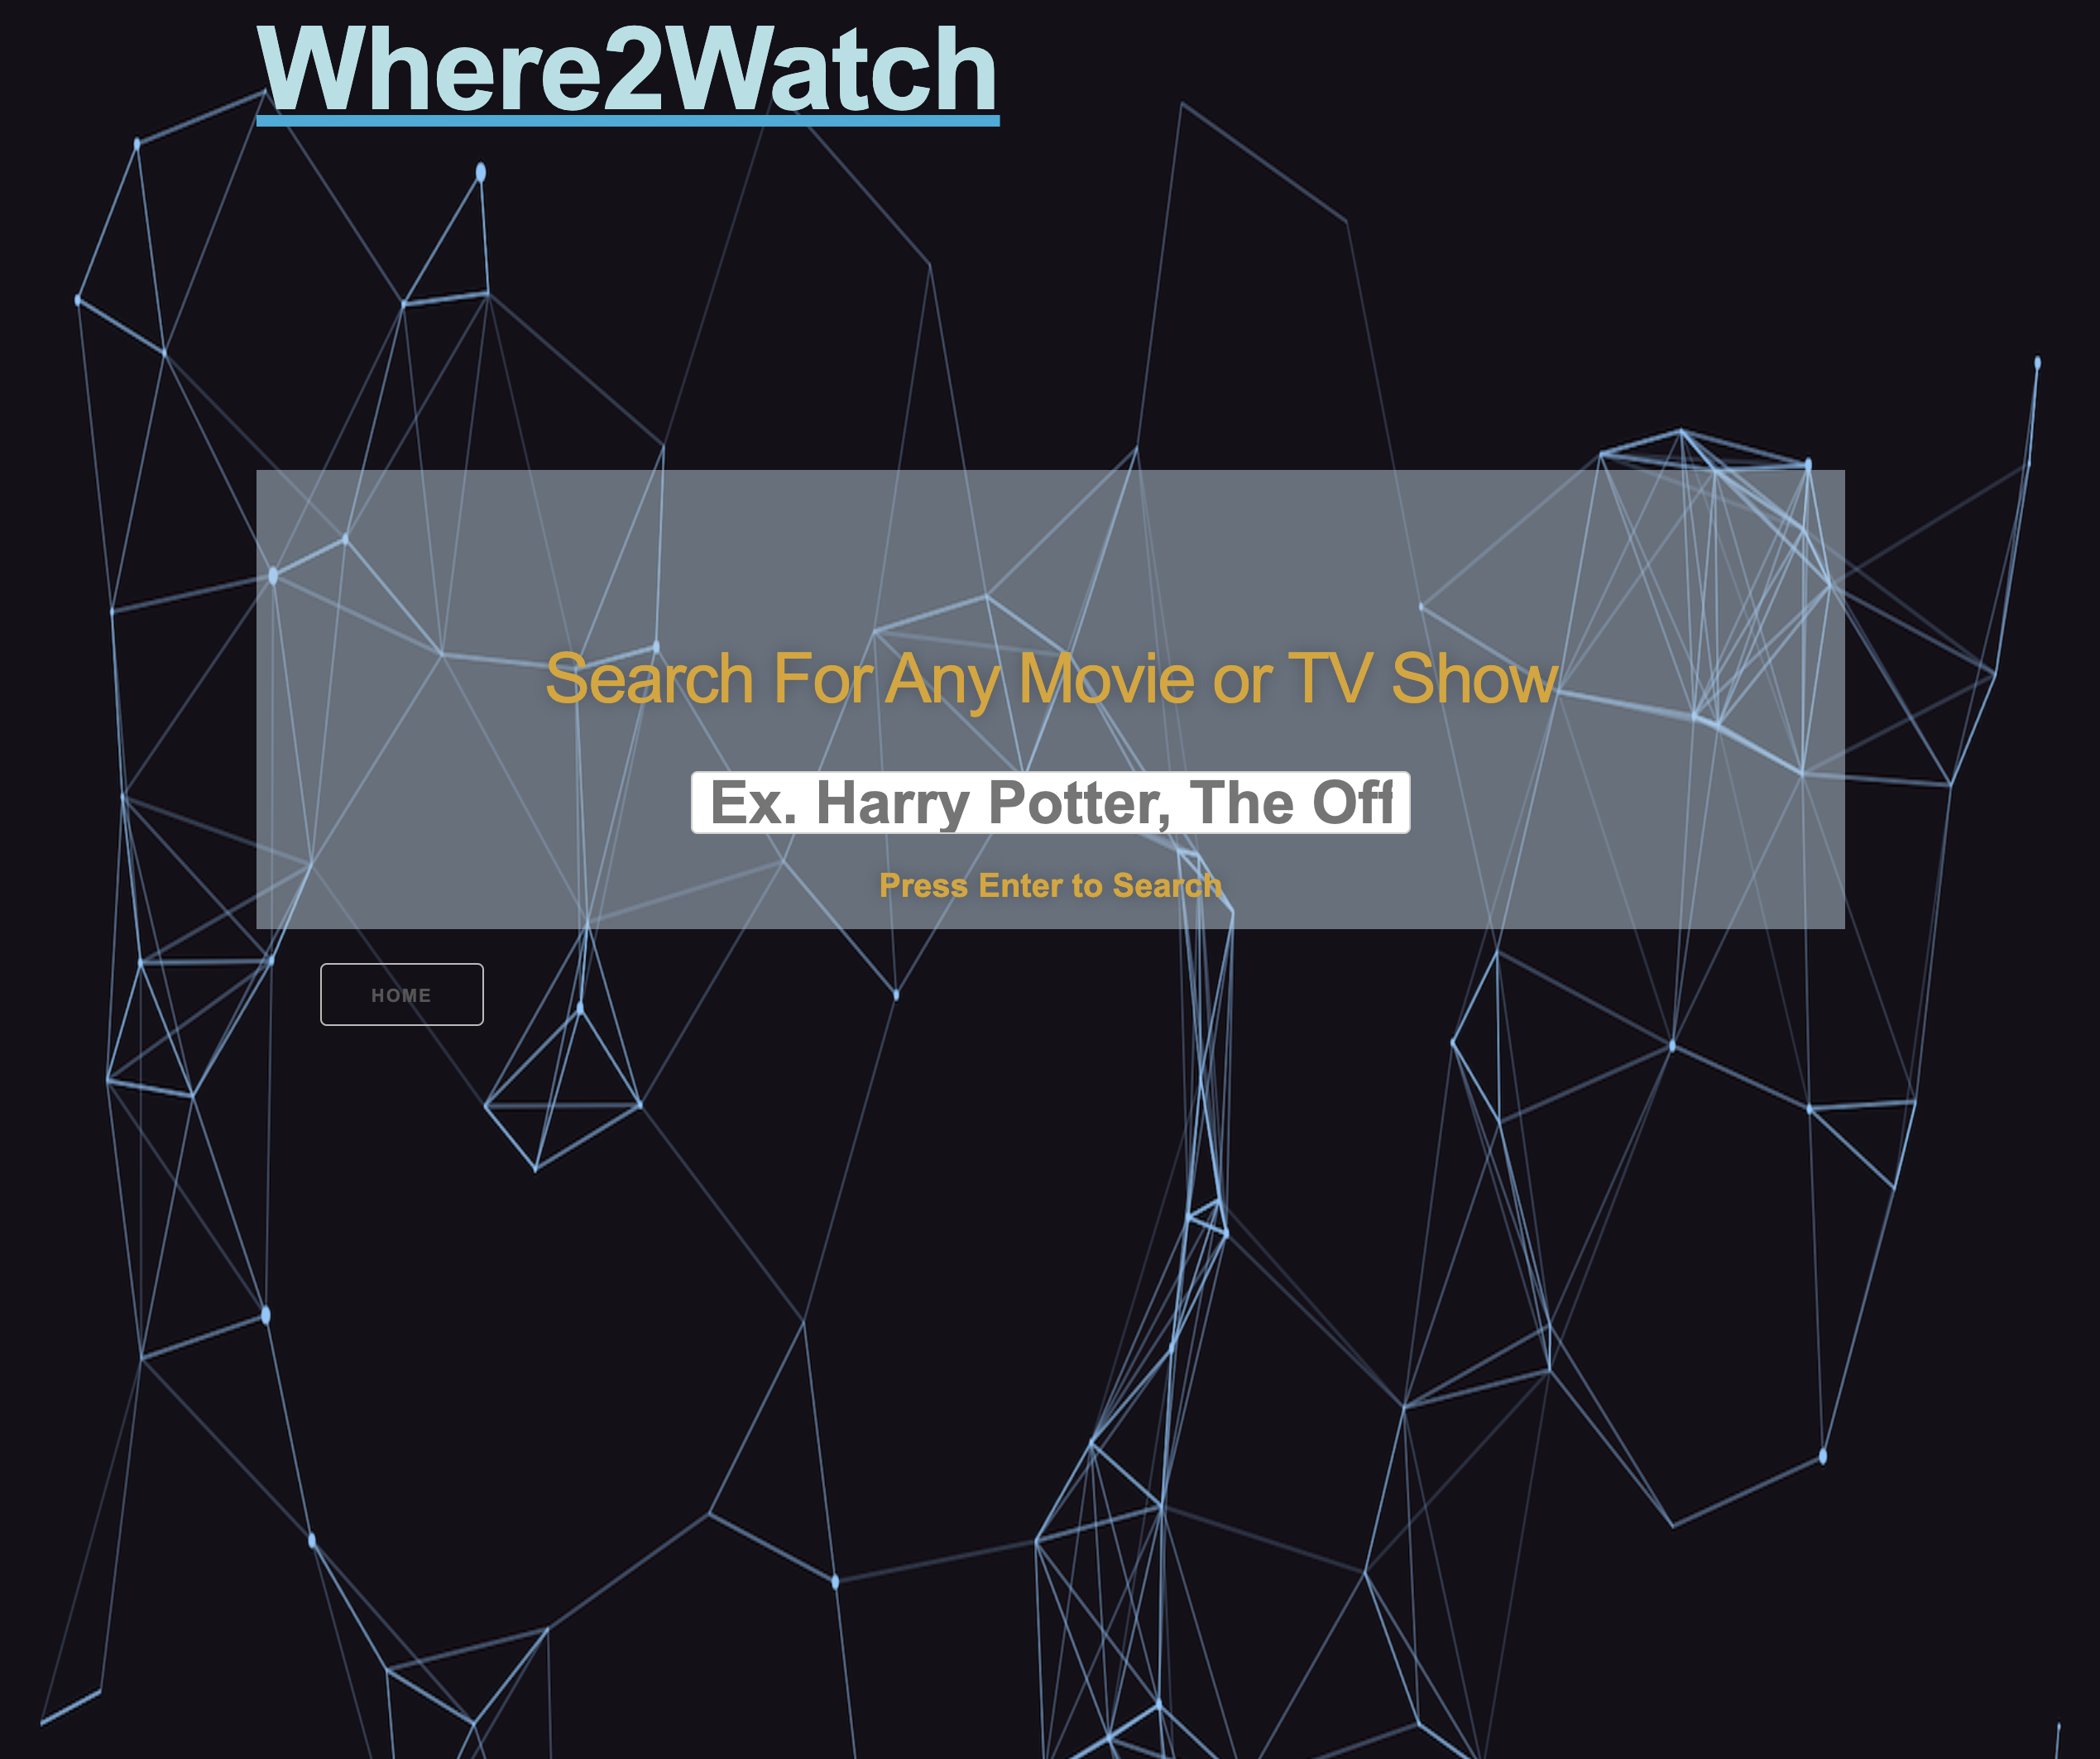 Where2Watch
Search For Any Movie or TV Show
Ex. Harry Potter, The Off
Press Enter to Search
HOME